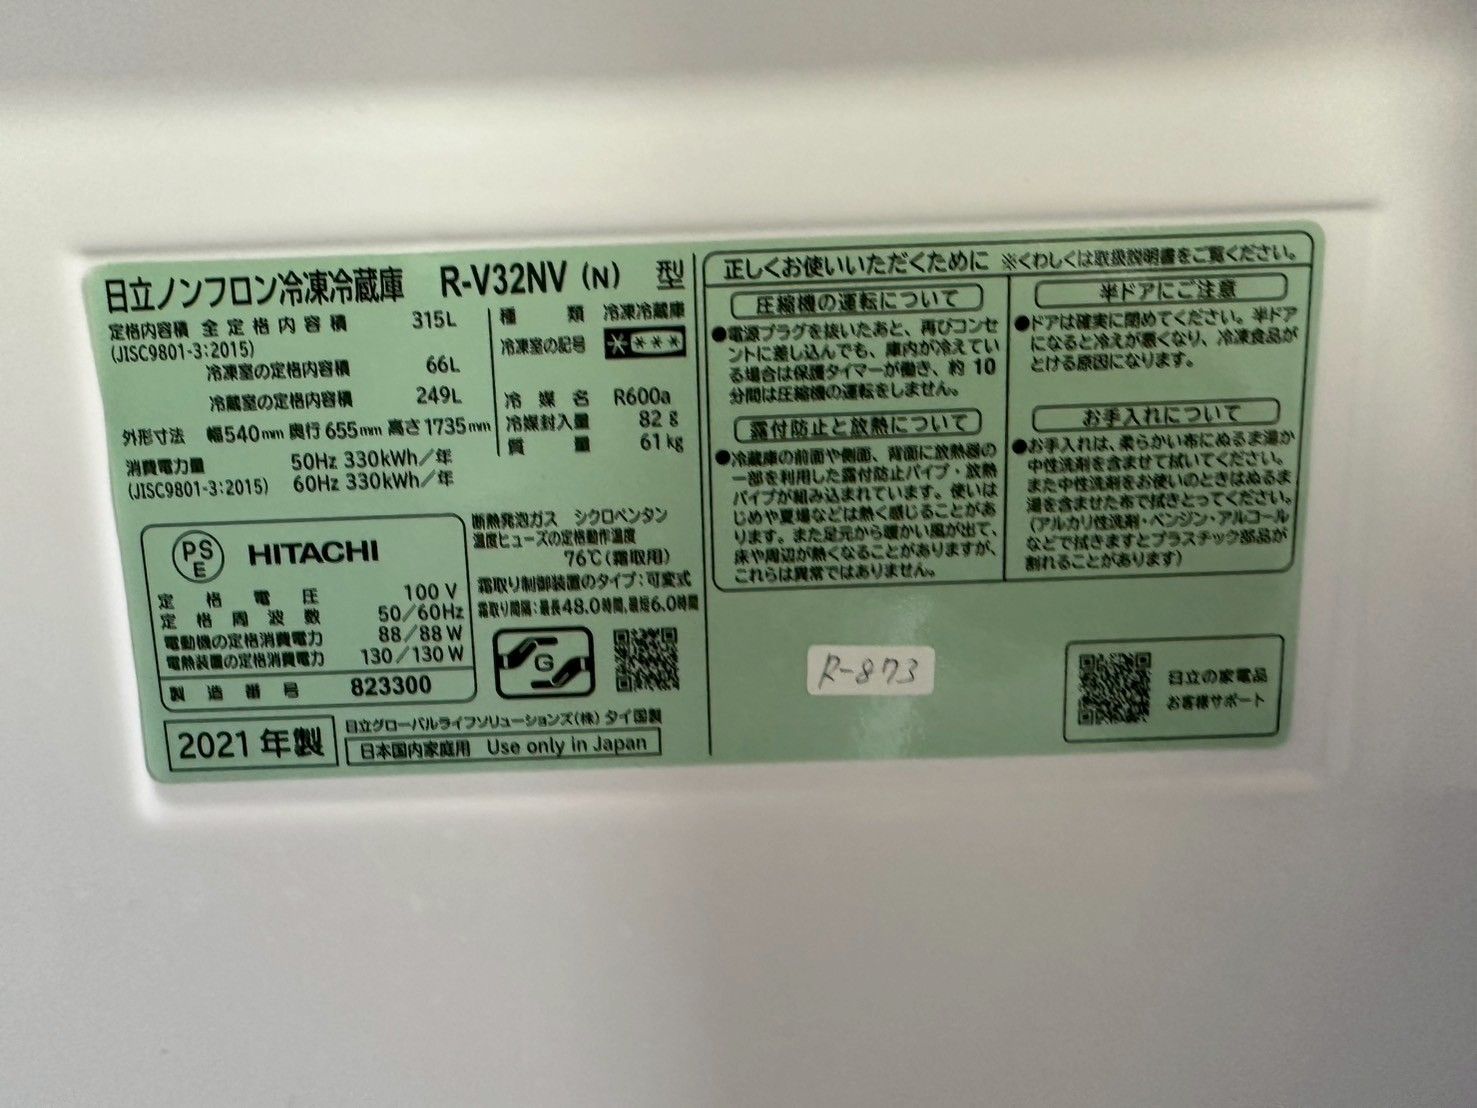 日立ノンフロン冷凍冷蔵庫 R-V32NV (N) 型
定格内容積 全定格内容積 315L
(JISC9801-3:2015)
冷凍室の定格内容積 66L
冷蔵室の定格内容積 249L
外形寸法 幅540mm 奥行655mm 高さ1735mm
消費電力量 50Hz 330kWh/年
(JISC9801-3:2015) 60Hz 330kWh/年
種類 冷凍冷蔵庫
冷凍室の記号 ****
冷媒名 R600a
冷媒封入量 82g
質量 61kg
PS
E
HITACHI
定格電圧 100V
定格周波数 50/60Hz
電動機の定格消費電力 88/88W
電熱装置の定格消費電力 130/130W
製造番号 823300
断熱発泡ガス シクロペンタン
温度ヒューズの定格動作温度
76℃(霜取用)
霜取り制御装置のタイプ:可変式
霜取り間隔:最長48.0時間,最短6.0時間
G
2021年製
日立グローバルライフソリューションズ(株) タイ国製
日本国内家庭用 Use only in Japan
正しくお使いいただくために ※くわしくは取扱説明書をご覧ください。
圧縮機の運転について
●電源プラグを抜いたあと、再びコンセ
ントに差し込んでも、庫内が冷えてい
る場合は保護タイマーが働き、約10
分間は圧縮機の運転をしません。
露付防止と放熱について
●冷蔵庫の前面や側面、背面に放熱器の
一部を利用した露付防止パイプ・放熱
パイプが組み込まれています。使いは
じめや夏場などは熱く感じることがあ
ります。また足元から暖かい風が出て、
床や周辺が熱くなることがありますが、
これらは異常ではありません。
半ドアにご注意
●ドアは確実に閉めてください。半ドア
になると冷えが悪くなり、冷凍食品が
とける原因になります。
お手入れについて
●お手入れは、柔らかい布にぬるま湯か
中性洗剤を含ませて拭いてください。
また中性洗剤をお使いのときはぬるま
湯を含ませた布で拭きとってください。
(アルカリ性洗剤・ベンジン・アルコール
などで拭きますとプラスチック部品が
割れることがあります)
R-873
日立の家電品
お客様サポート